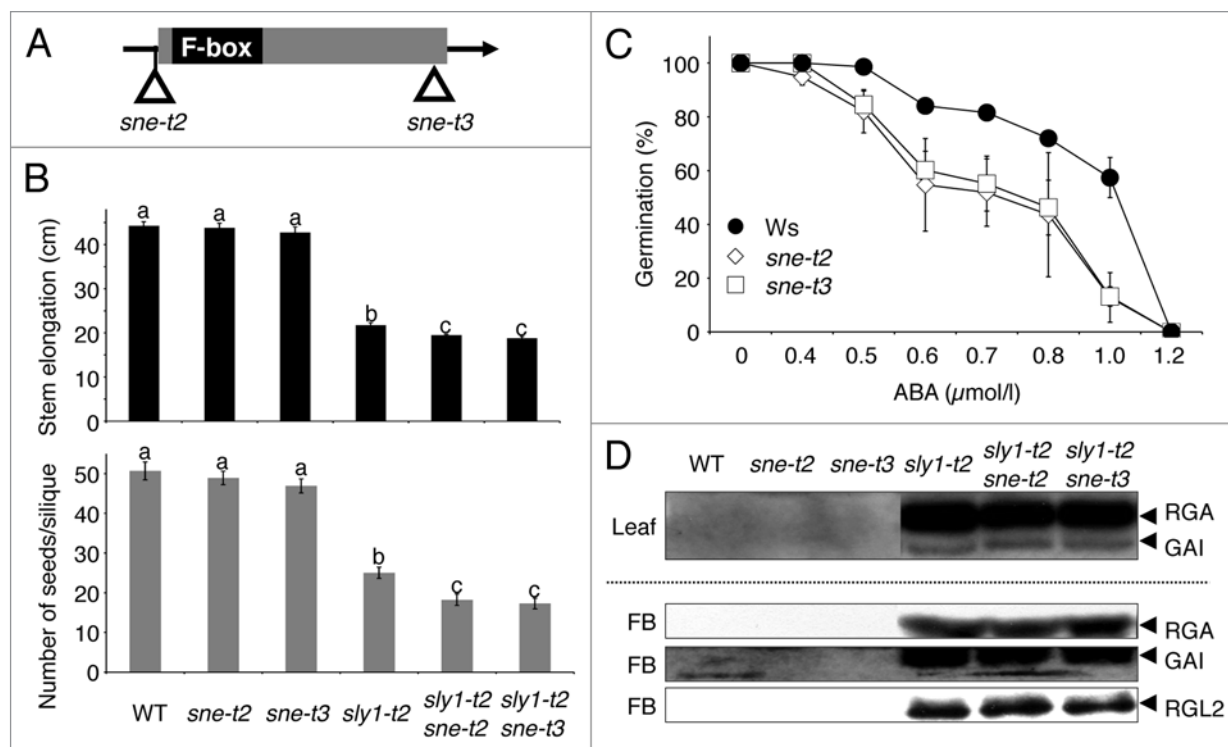 A
F-box
sne-t2
sne-t3
B
Stem elongation (cm)
40
30
20
10
0
a
a
a
b
c
c
Number of seeds/silique
50
40
30
20
10
0
a
a
a
b
c
c
WT
sne-t2
sne-t3
sly1-t2
sly1-t2
sne-t2
sly1-t2
sne-t3
C
Germination (%)
100
80
60
40
20
0
Ws
sne-t2
sne-t3
0
0.4
0.5
0.6
0.7
0.8
1.0
1.2
ABA (µmol/l)
D
WT
sne-t2
sne-t3
sly1-t2
sly1-t2
sne-t2
sly1-t2
sne-t3
Leaf
RGA
GAI
FB
RGA
FB
GAI
FB
RGL2